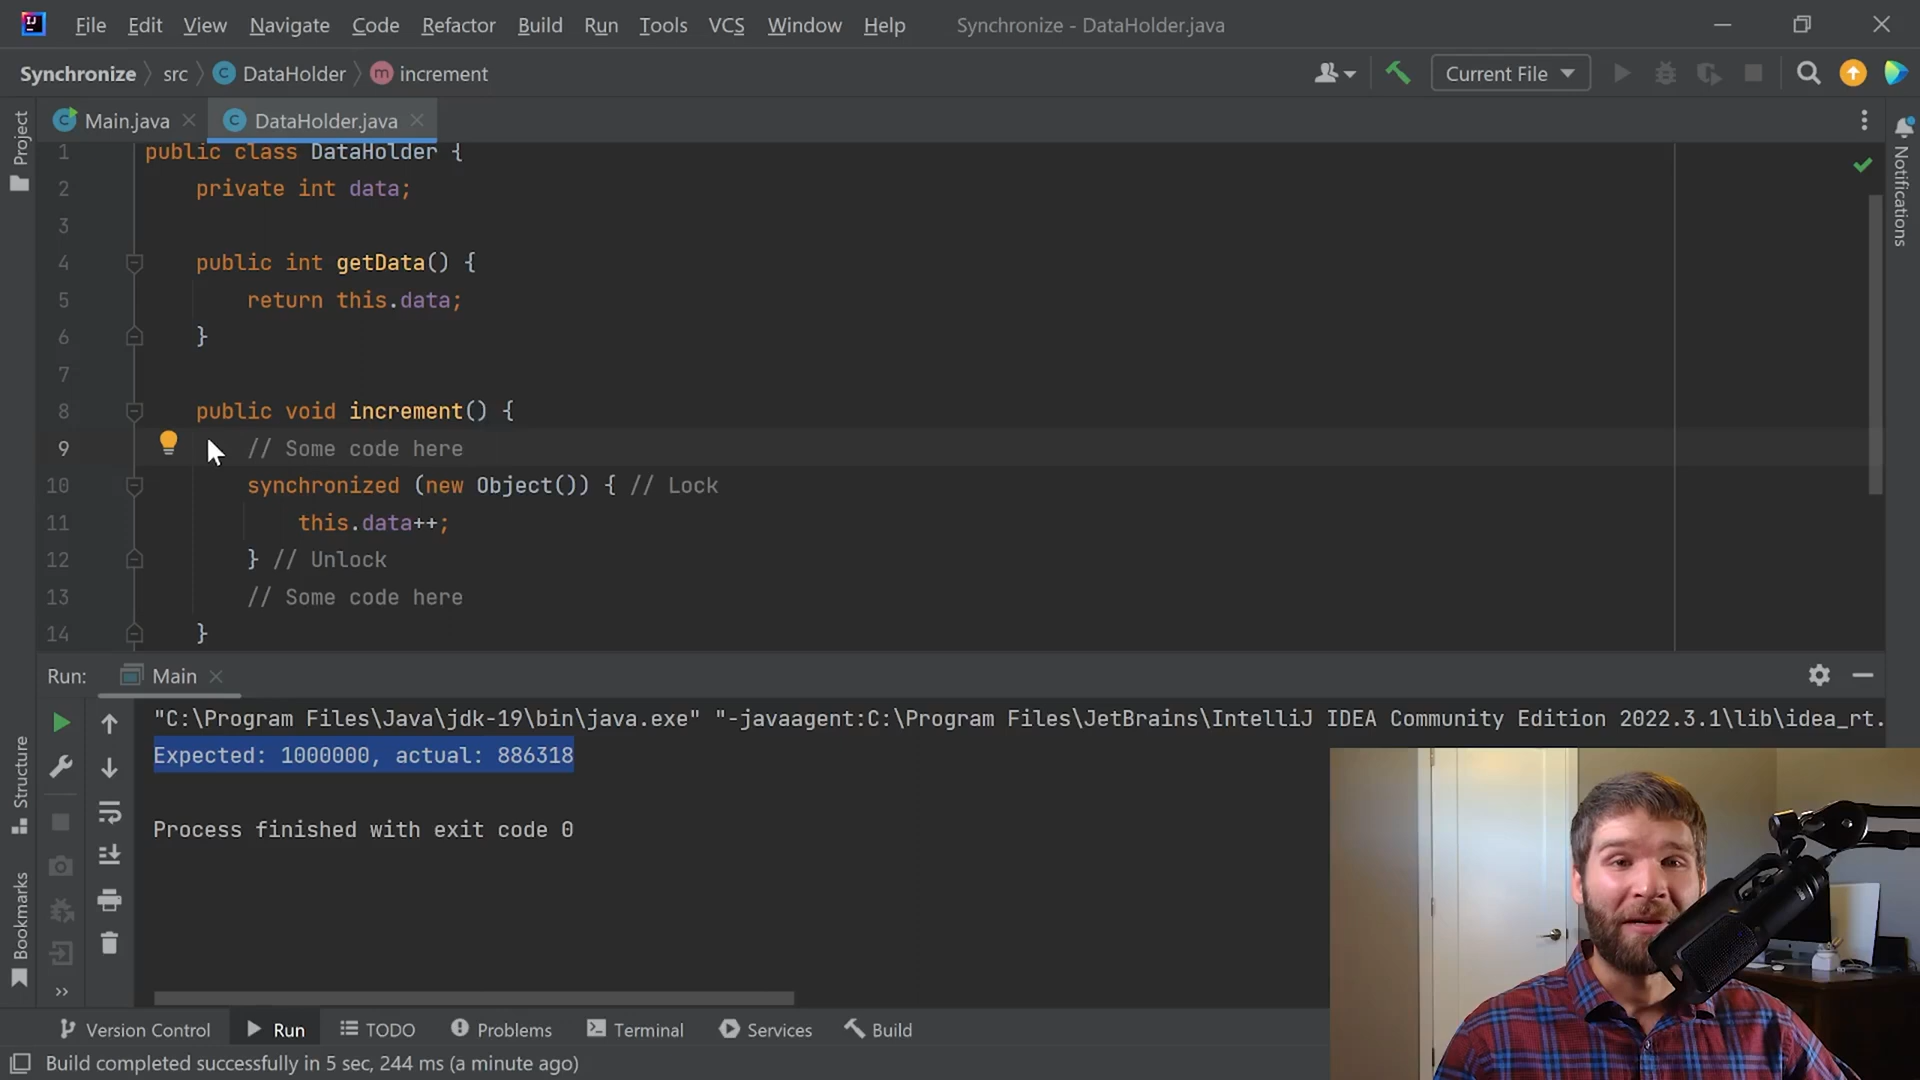 File Edit View Navigate Code Refactor Build Run Tools VCS Window Help Synchronize - DataHolder.java
Synchronize src DataHolder increment Current File
Project
Main.java DataHolder.java
Notifications
1 public class DataHolder {
2 private int data;
3
4 public int getData() {
5 return this.data;
6 }
7
8 public void increment() {
9 // Some code here
10 synchronized (new Object()) { // Lock
11 this.data++;
12 } // Unlock
13 // Some code here
14 }
Run: Main
"C:\Program Files\Java\jdk-19\bin\java.exe" "-javaagent:C:\Program Files\JetBrains\IntelliJ IDEA Community Edition 2022.3.1\lib\idea_rt.
Expected: 1000000, actual: 886318
Process finished with exit code 0
Structure
Bookmarks
Version Control Run TODO Problems Terminal Services Build
Build completed successfully in 5 sec, 244 ms (a minute ago)